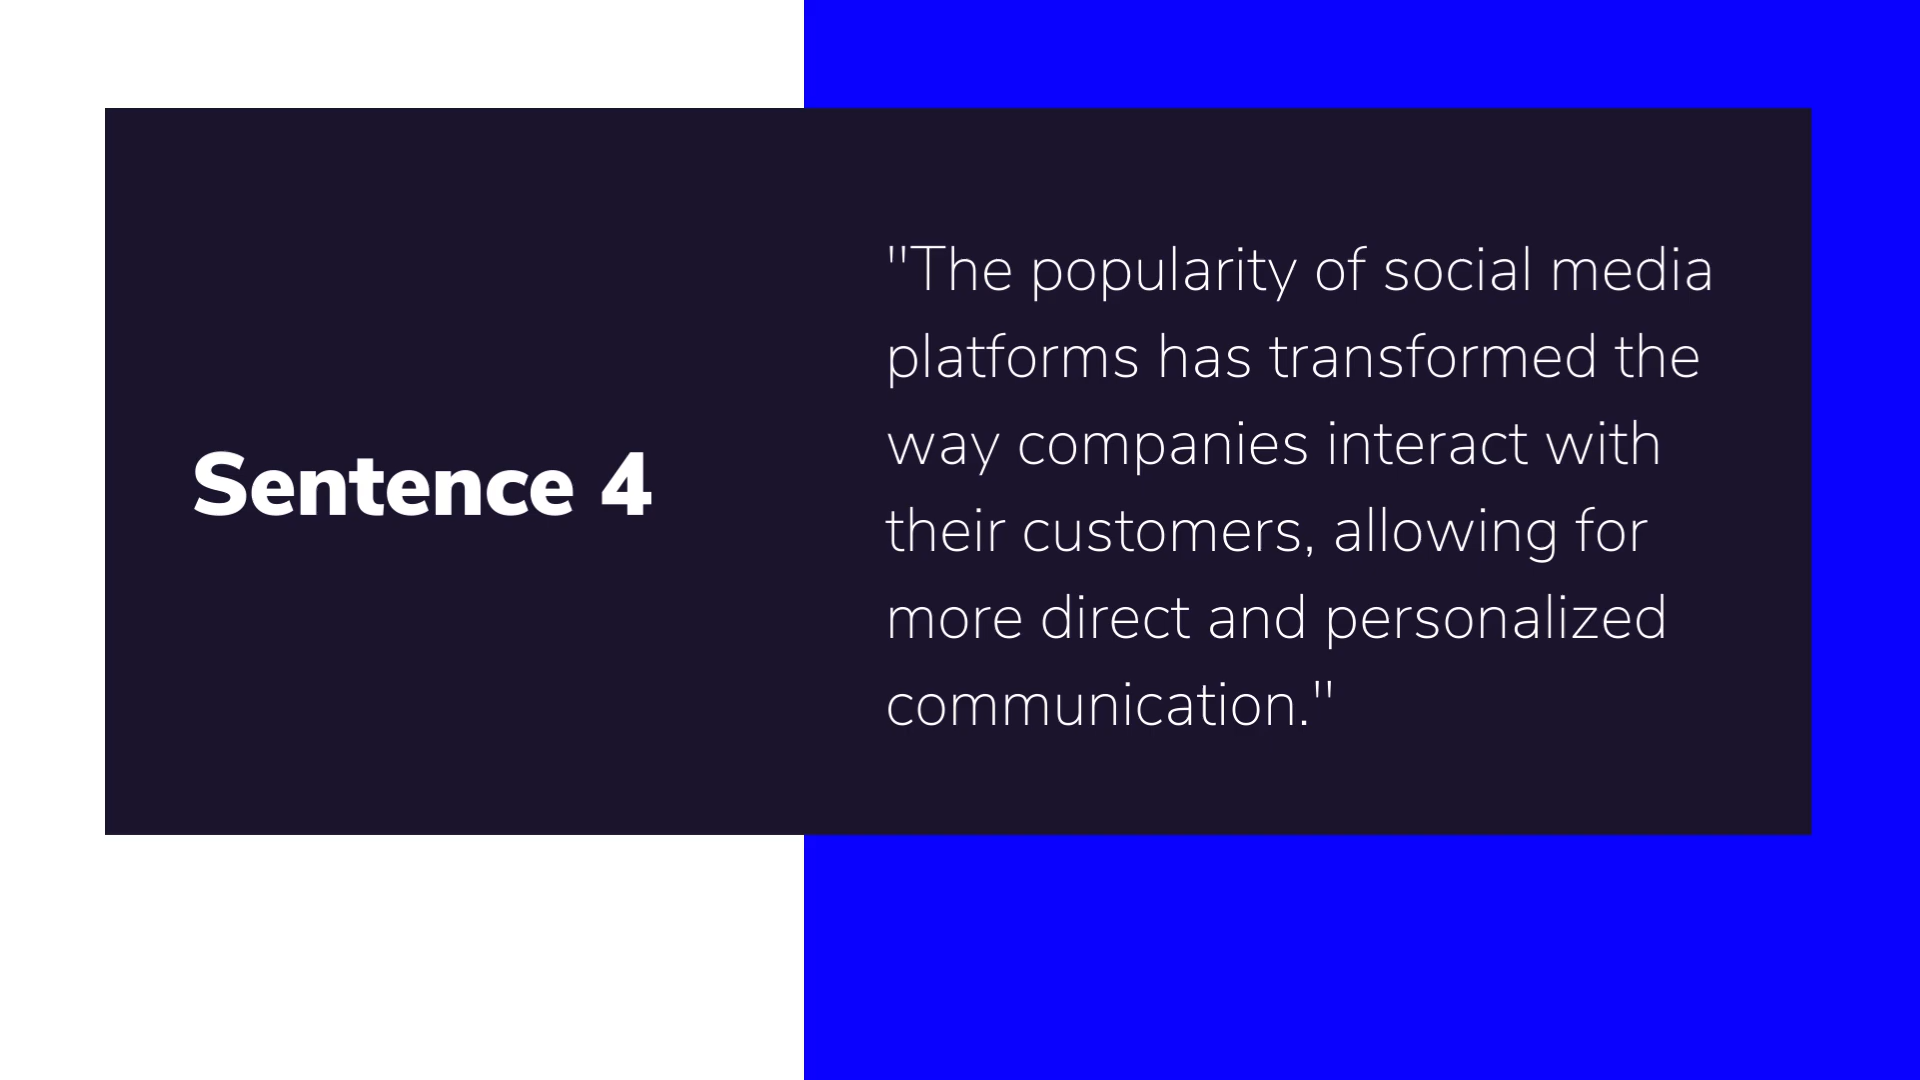 Sentence 4
"The popularity of social media
platforms has transformed the
way companies interact with
their customers, allowing for
more direct and personalized
communication."